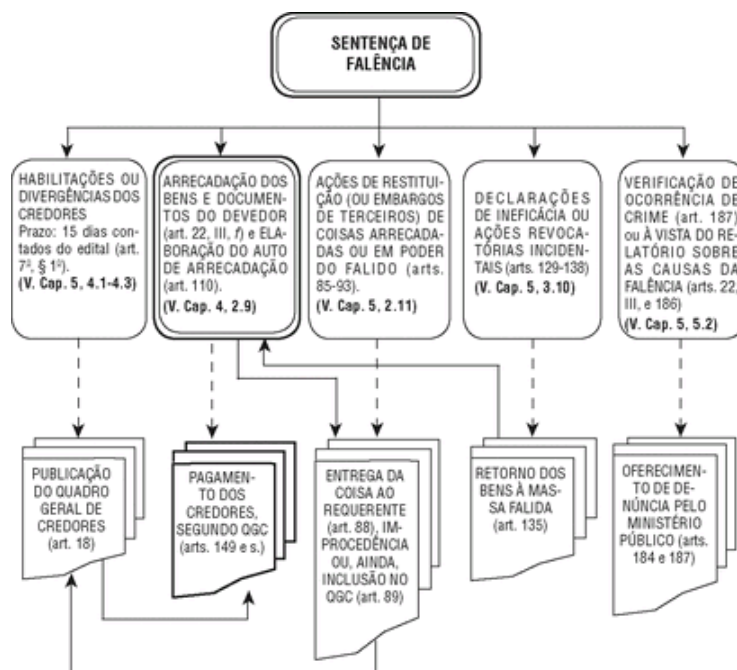 SENTENÇA DE
FALÊNCIA
HABILITAÇÕES OU
DIVERGÊNCIAS DOS
CREDORES
Prazo: 15 dias con-
tados do edital (art.
7º, § 1º).
(V. Cap. 5, 4.1-4.3)
ARRECADAÇÃO DOS
BENS E DOCUMEN-
TOS DO DEVEDOR
(art. 22, III, f) e ELA-
BORAÇÃO DO AUTO
DE ARRECADAÇÃO
(art. 110).
(V. Cap. 4, 2.9)
AÇÕES DE RESTITUI-
ÇÃO (OU EMBARGOS
DE TERCEIROS) DE
COISAS ARRECADA-
DAS OU EM PODER
DO FALIDO (arts.
85-93).
(V. Cap. 5, 2.11)
DECLARAÇÕES
DE INEFICÁCIA OU
AÇÕES REVOCA-
TÓRIAS INCIDEN-
TAIS (arts. 129-138)
(V. Cap. 5, 3.10)
VERIFICAÇÃO DE
OCORRÊNCIA DE
CRIME (art. 187)
ou À VISTA DO RE-
LATÓRIO SOBRE
AS CAUSAS DA
FALÊNCIA (arts. 22,
III, e 186)
(V. Cap. 5, 5.2)
PUBLICAÇÃO
DO QUADRO
GERAL DE
CREDORES
(art. 18)
PAGAMEN-
TO DOS
CREDORES,
SEGUNDO QGC
(arts. 149 e s.)
ENTREGA DA
COISA AO
REQUERENTE
(art. 88), IM-
PROCEDÊNCIA
OU, AINDA,
INCLUSÃO NO
QGC (art. 89)
RETORNO DOS
BENS À MAS-
SA FALIDA
(art. 135)
OFERECIMEN-
TO DE DE-
NÚNCIA PELO
MINISTÉRIO
PÚBLICO (arts.
184 e 187)